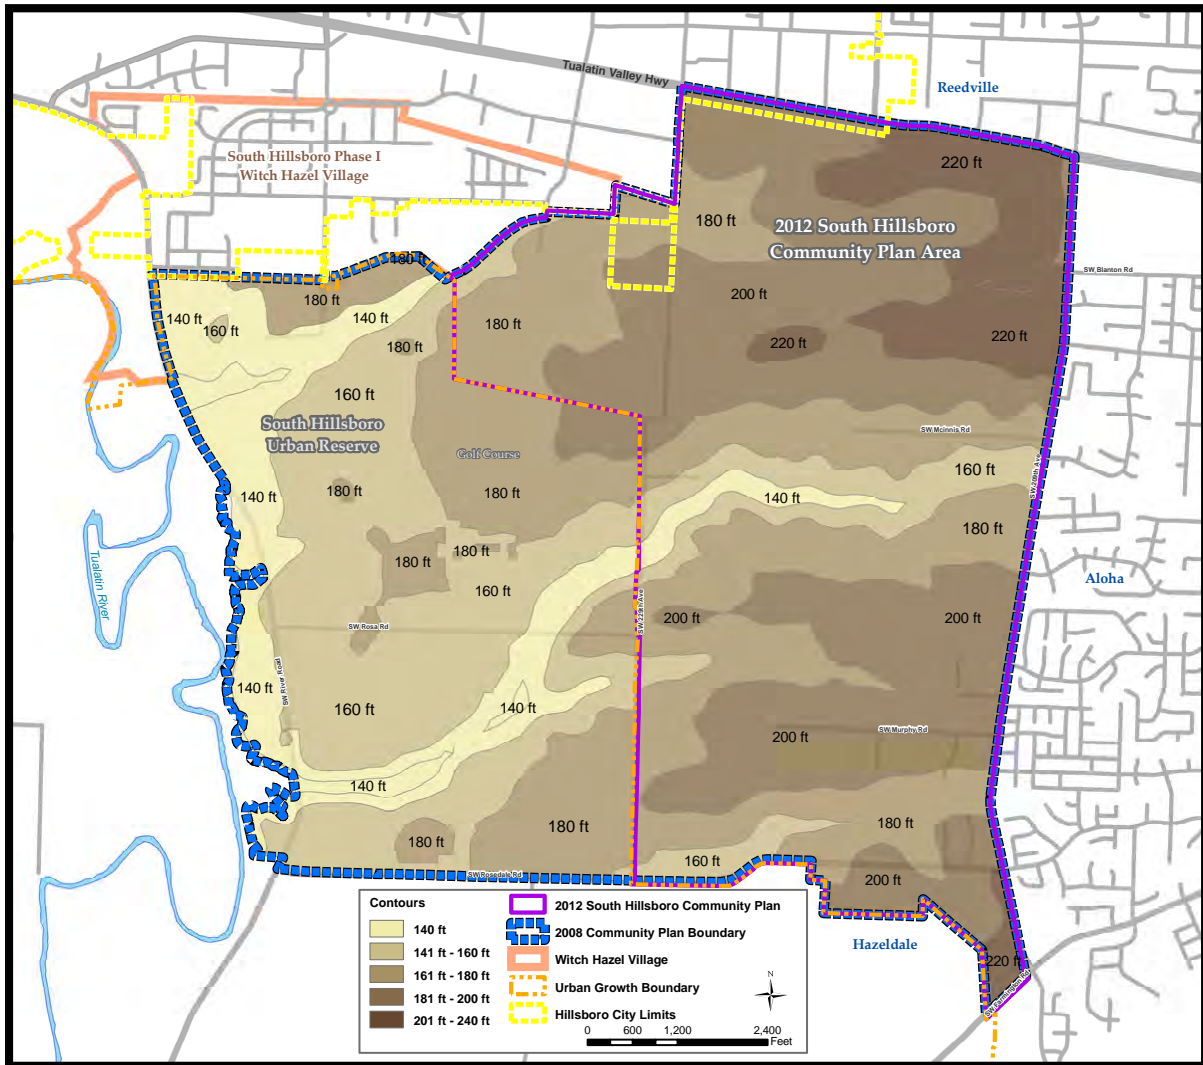 Tualatin Valley Hwy
Reedville
South Hillsboro Phase I
Witch Hazel Village
220 ft
180 ft
2012 South Hillsboro
Community Plan Area
180 ft
SW Blanton Rd
180 ft
200 ft
140 ft
140 ft
160 ft
180 ft
180 ft
220 ft
220 ft
160 ft
South Hillsboro
Urban Reserve
SW Mcinnis Rd
Golf Course
160 ft
SW 209th Ave
180 ft
180 ft
140 ft
140 ft
180 ft
180 ft
180 ft
Tualatin River
Aloha
160 ft
SW 229th Ave
200 ft
200 ft
SW Rosa Rd
SW River Road
140 ft
160 ft
140 ft
200 ft
SW Murphy Rd
140 ft
180 ft
180 ft
180 ft
160 ft
SW Rosedale Rd
200 ft
Hazeldale
220 ft
SW Farmington Rd
Contours
140 ft
141 ft - 160 ft
161 ft - 180 ft
181 ft - 200 ft
201 ft - 240 ft
2012 South Hillsboro Community Plan
2008 Community Plan Boundary
Witch Hazel Village
Urban Growth Boundary
Hillsboro City Limits
N
0 600 1,200 2,400
Feet